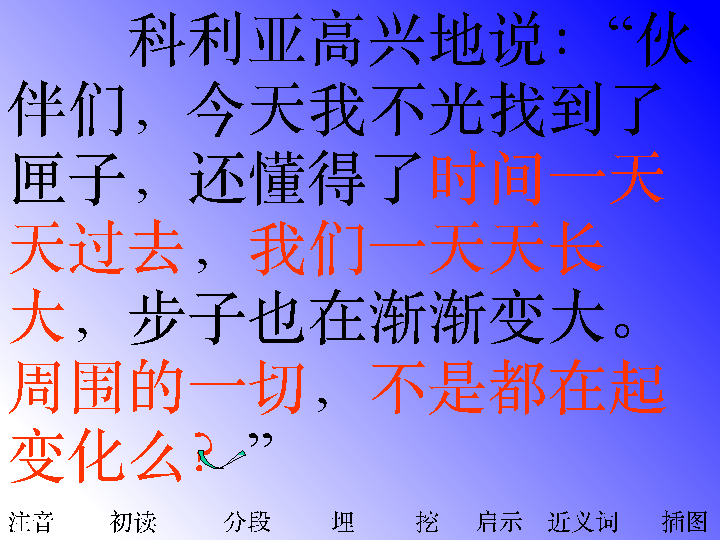 科利亚高兴地说：“伙
伴们，今天我不光找到了
匣子，还懂得了时间一天
天过去，我们一天天长
大，步子也在渐渐变大。
周围的一切，不是都在起
变化么？”
注音 初读 分段 埋 挖 启示 近义词 插图